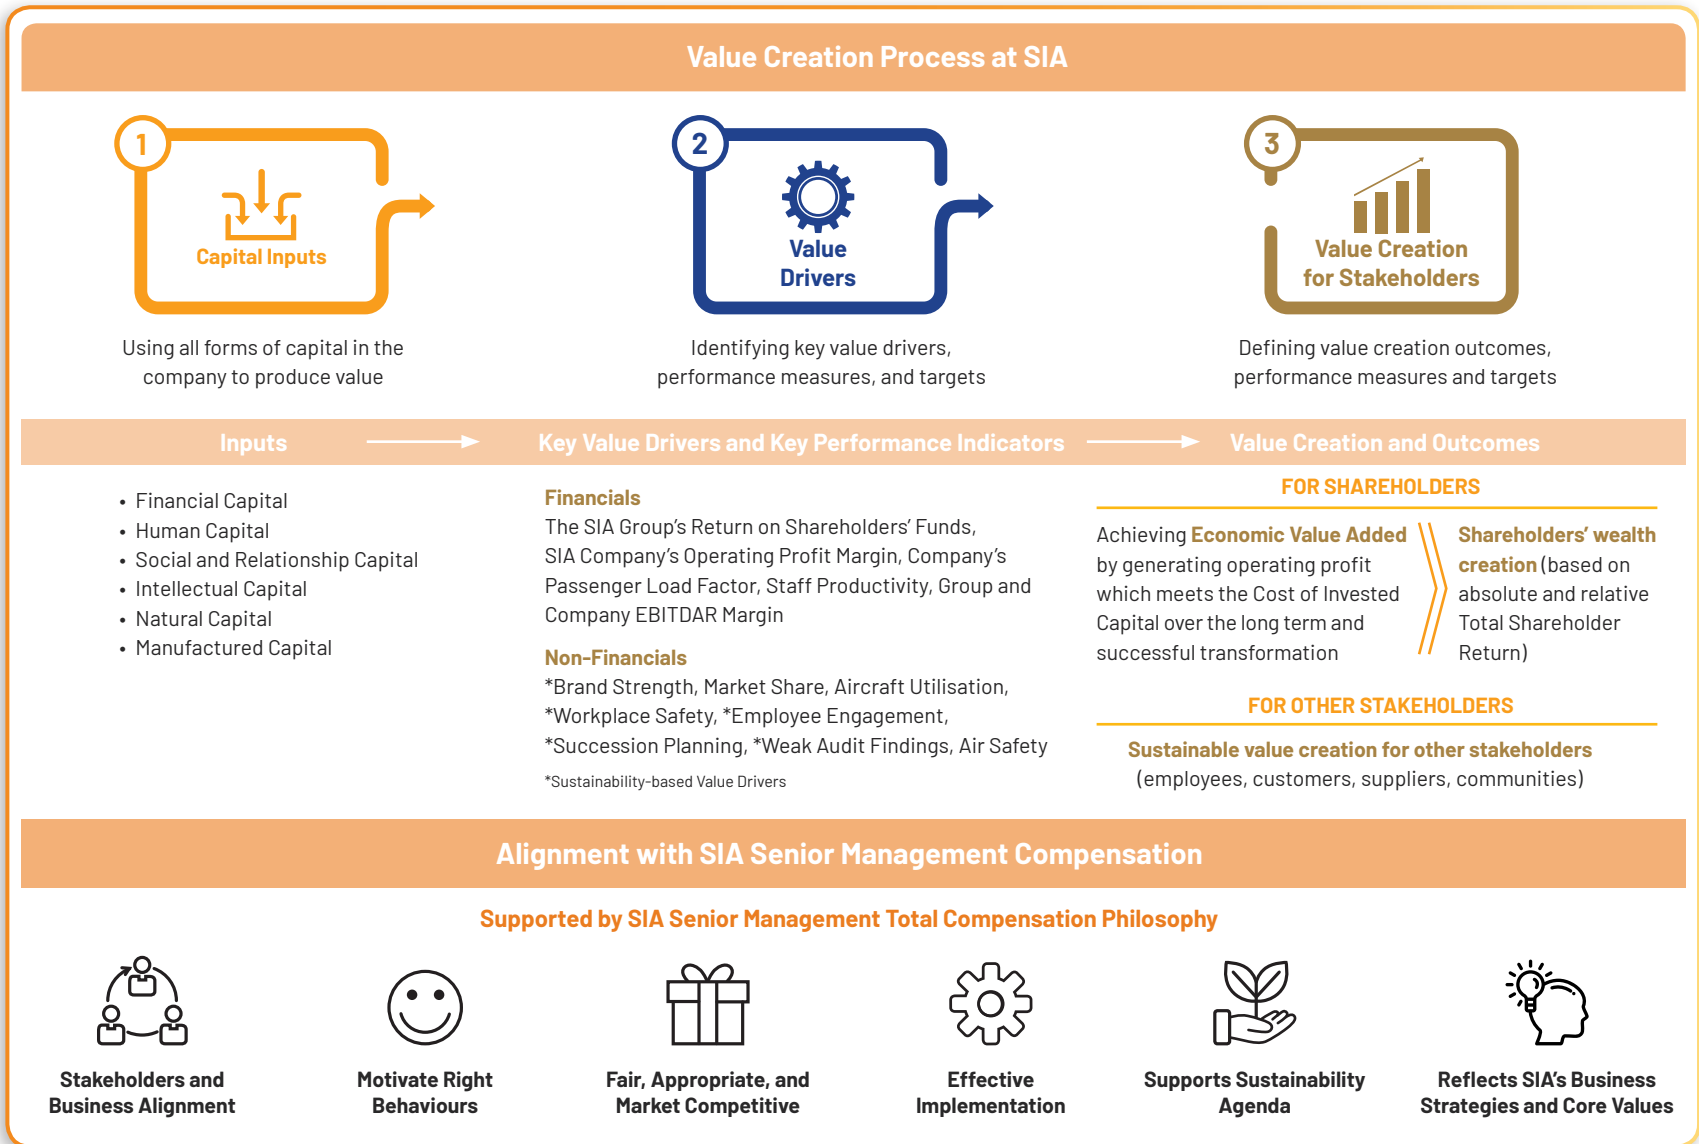 Value Creation Process at SIA
1
Capital Inputs
Using all forms of capital in the
company to produce value
2
Value
Drivers
Identifying key value drivers,
performance measures, and targets
3
Value Creation
for Stakeholders
Defining value creation outcomes,
performance measures and targets
Inputs
Key Value Drivers and Key Performance Indicators
Value Creation and Outcomes
• Financial Capital
• Human Capital
• Social and Relationship Capital
• Intellectual Capital
• Natural Capital
• Manufactured Capital
Financials
The SIA Group's Return on Shareholders' Funds,
SIA Company's Operating Profit Margin, Company's
Passenger Load Factor, Staff Productivity, Group and
Company EBITDAR Margin
Non-Financials
*Brand Strength, Market Share, Aircraft Utilisation,
*Workplace Safety, *Employee Engagement,
*Succession Planning, *Weak Audit Findings, Air Safety
*Sustainability-based Value Drivers
FOR SHAREHOLDERS
Achieving Economic Value Added
by generating operating profit
which meets the Cost of Invested
Capital over the long term and
successful transformation
Shareholders' wealth
creation (based on
absolute and relative
Total Shareholder
Return)
FOR OTHER STAKEHOLDERS
Sustainable value creation for other stakeholders
(employees, customers, suppliers, communities)
Alignment with SIA Senior Management Compensation
Supported by SIA Senior Management Total Compensation Philosophy
Stakeholders and
Business Alignment
Motivate Right
Behaviours
Fair, Appropriate, and
Market Competitive
Effective
Implementation
Supports Sustainability
Agenda
Reflects SIA's Business
Strategies and Core Values